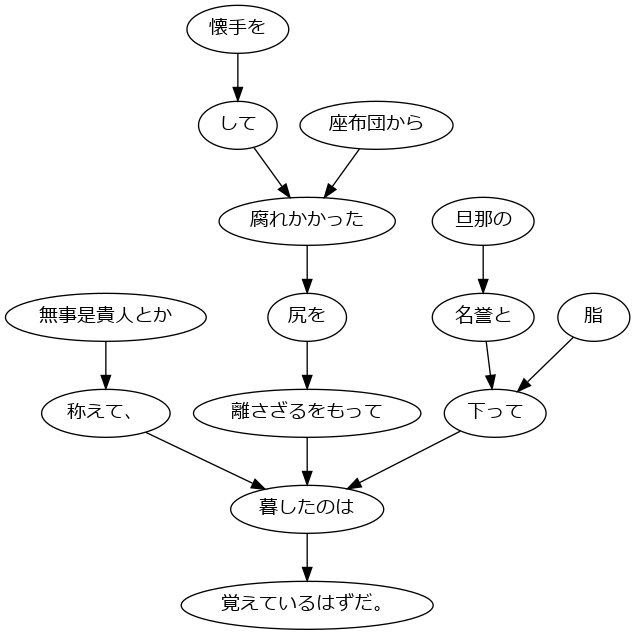 懐手を
して
座布団から
腐れかかった
旦那の
無事是貴人とか
尻を
名誉と
脂
称えて、
離さざるをもって
下って
暮したのは
覚えているはずだ。